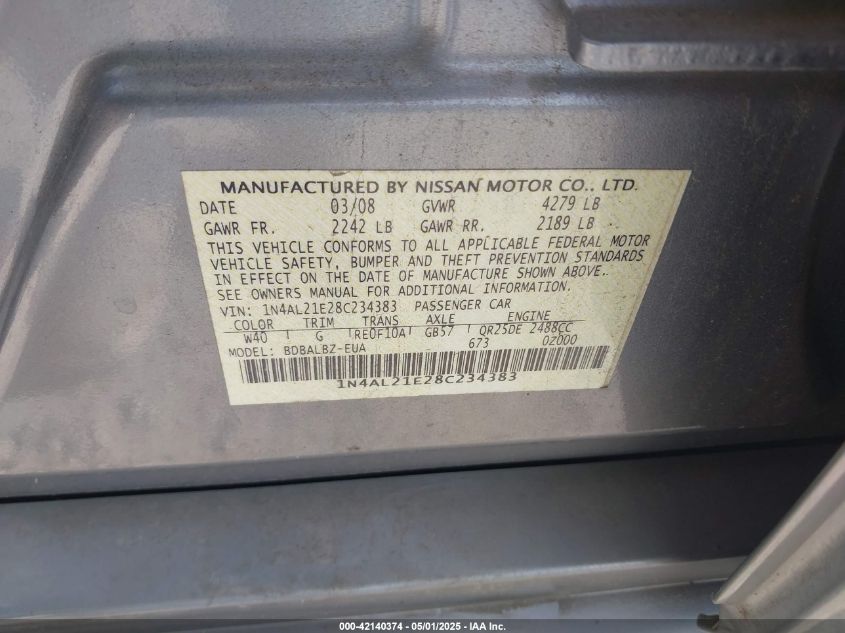 MANUFACTURED BY NISSAN MOTOR CO., LTD.
DATE 03/08 GVWR 4279 LB
GAWR FR. 2242 LB GAWR RR. 2189 LB
THIS VEHICLE CONFORMS TO ALL APPLICABLE FEDERAL MOTOR
VEHICLE SAFETY, BUMPER AND THEFT PREVENTION STANDARDS
IN EFFECT ON THE DATE OF MANUFACTURE SHOWN ABOVE.
SEE OWNERS MANUAL FOR ADDITIONAL INFORMATION.
VIN: 1N4AL21E28C234383 PASSENGER CAR
COLOR TRIM TRANS AXLE ENGINE
W40 G RE0F10A GB57 QR25DE 2488CC
MODEL: BDBALBZ-EUA 673 0Z000
1N4AL21E28C234383
000-42140374 - 05/01/2025 - IAA Inc.